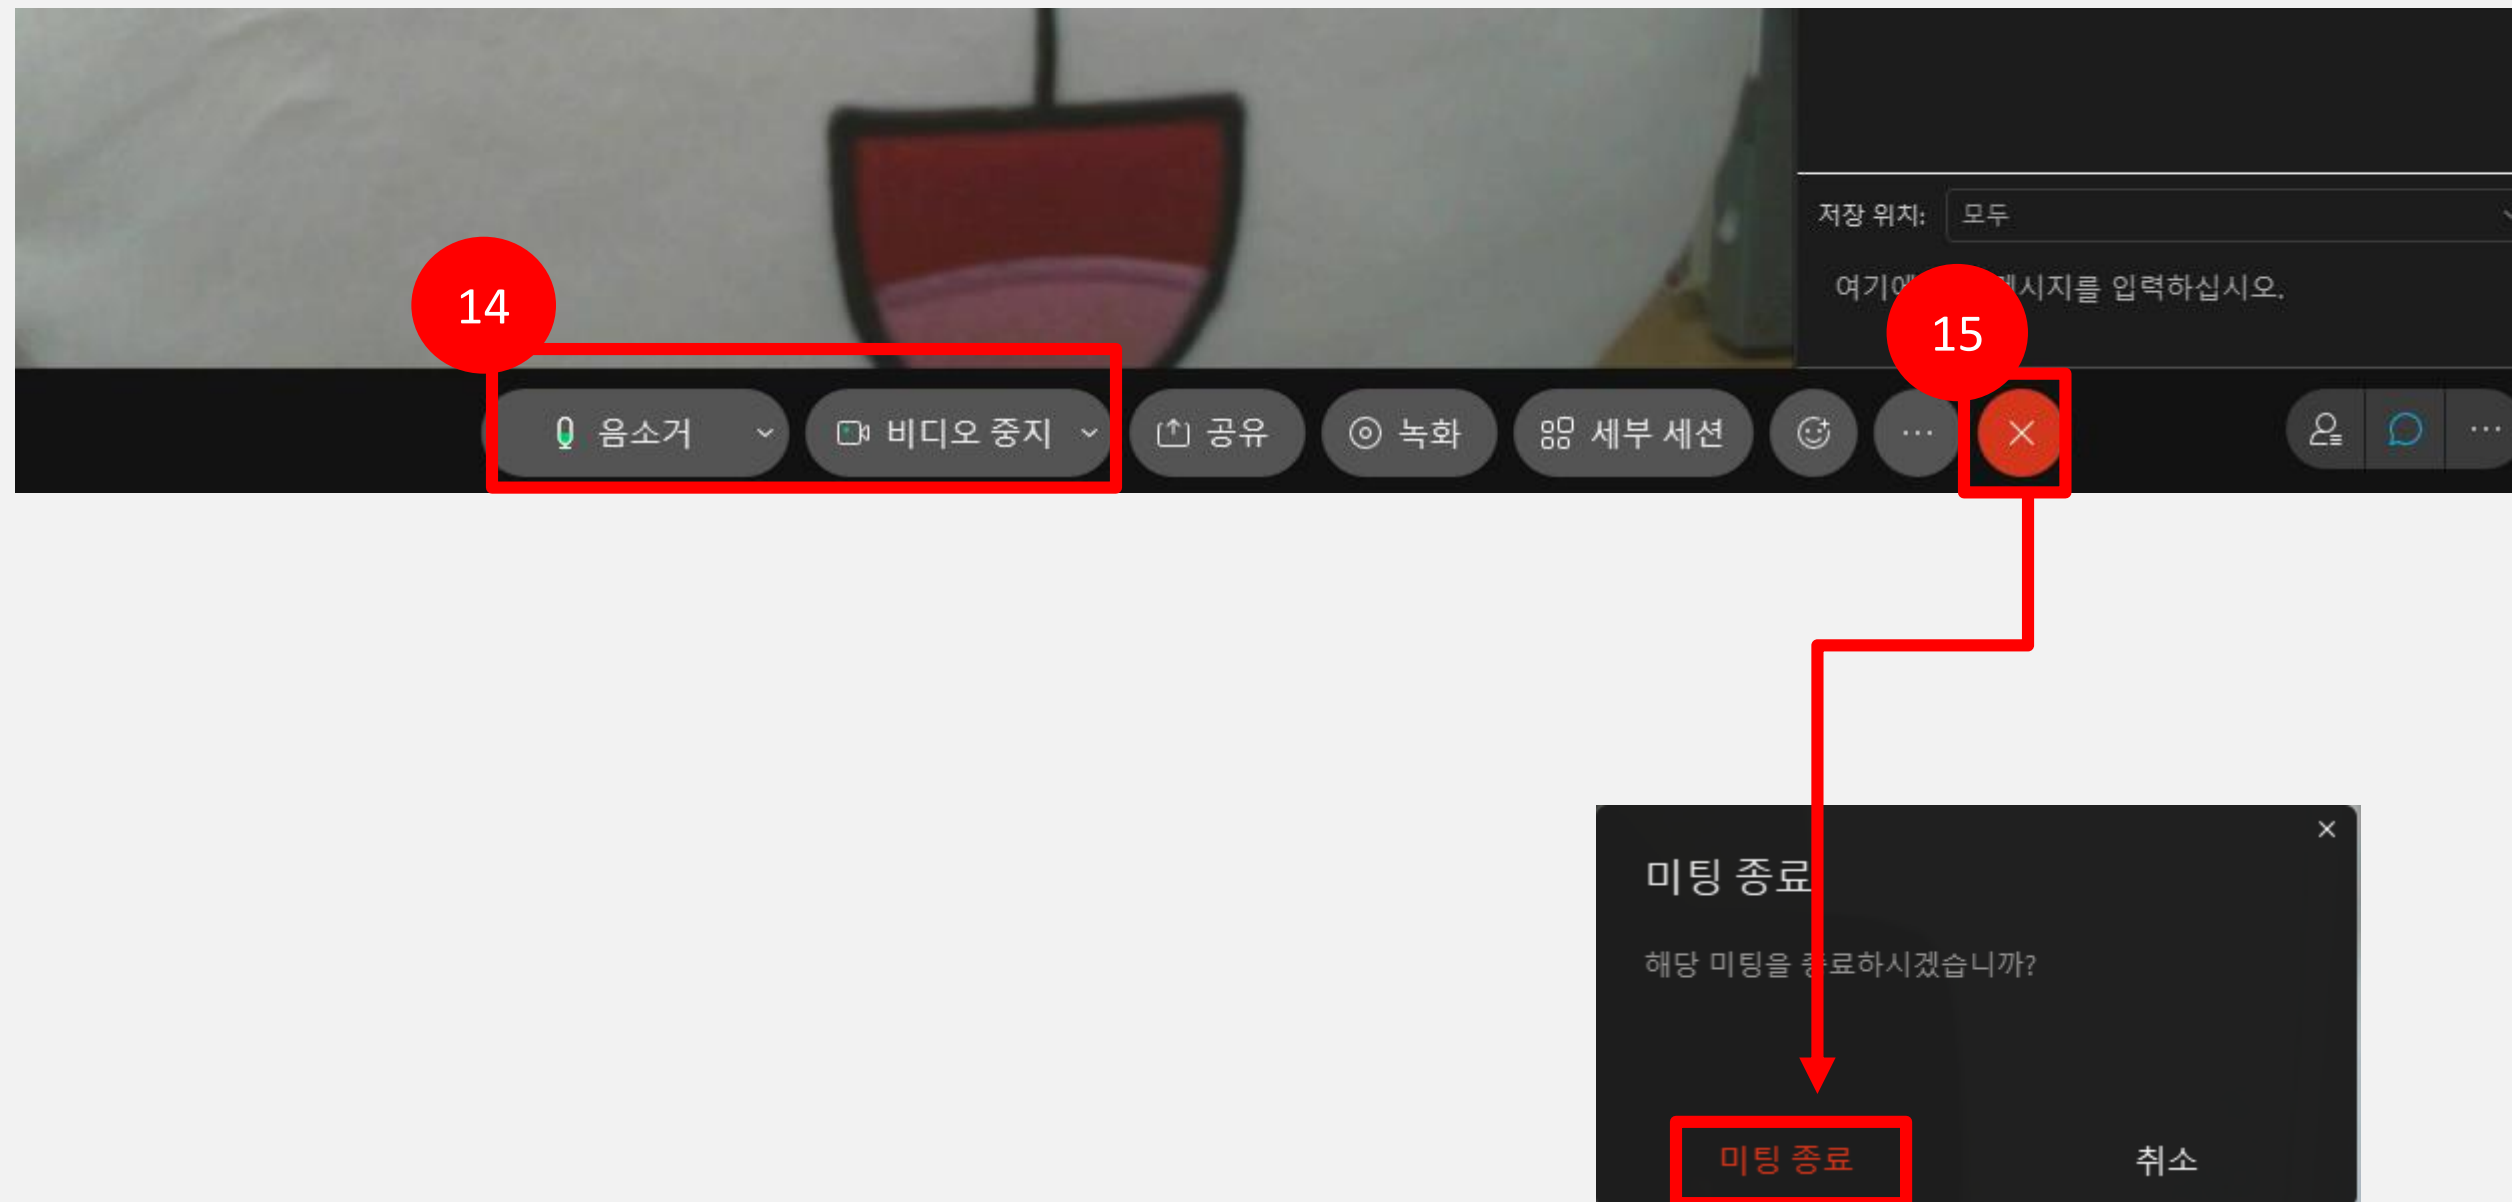 저장 위치: 모두
여기에 메시지를 입력하십시오.
14
15
음소거 비디오 중지 공유 녹화 세부 세션
미팅 종료
해당 미팅을 종료하시겠습니까?
미팅 종료 취소